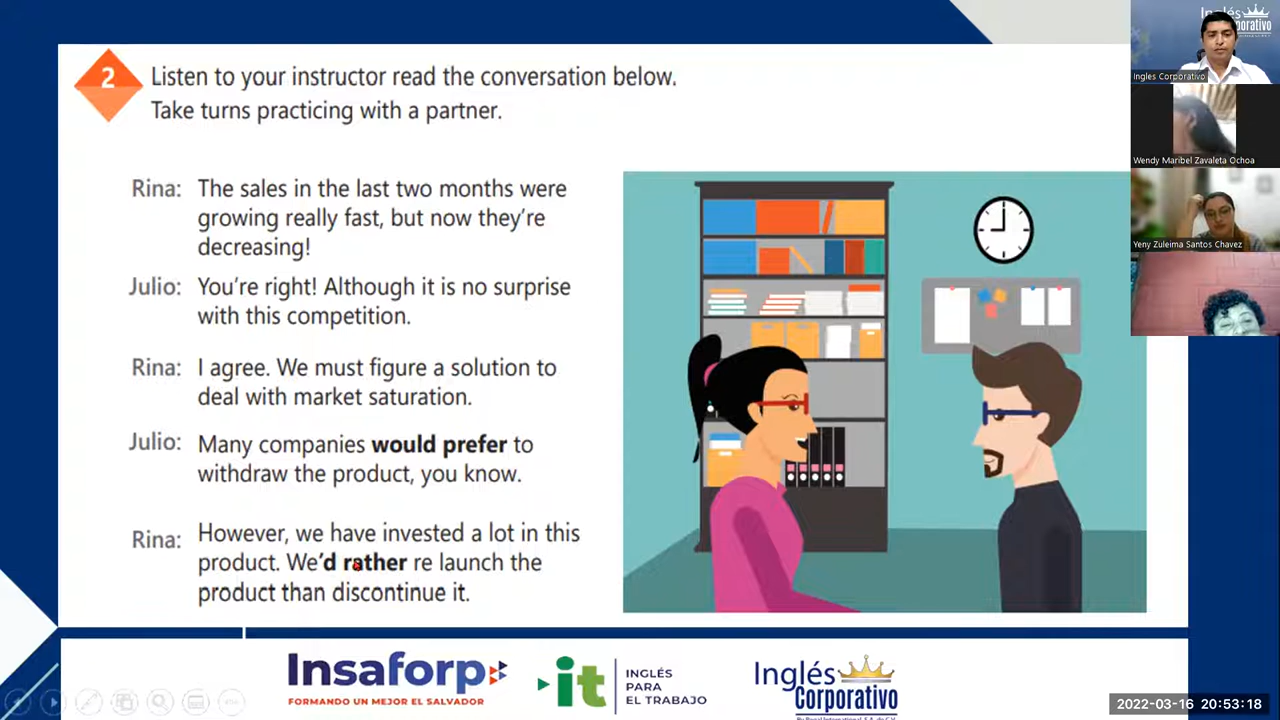 2
Listen to your instructor read the conversation below.
Take turns practicing with a partner.
Rina: The sales in the last two months were
growing really fast, but now they're
decreasing!
Julio: You're right! Although it is no surprise
with this competition.
Rina: I agree. We must figure a solution to
deal with market saturation.
Julio: Many companies would prefer to
withdraw the product, you know.
Rina: However, we have invested a lot in this
product. We'd rather re launch the
product than discontinue it.
Inglés
Corporativo
Ingles Corporativo
Wendy Maribel Zavaleta Ochoa
Yeny Zuleima Santos Chavez
Insaforp
FORMANDO UN MEJOR EL SALVADOR
it
INGLÉS
PARA
EL TRABAJO
Inglés
Corporativo
2022-03-16 20:53:18